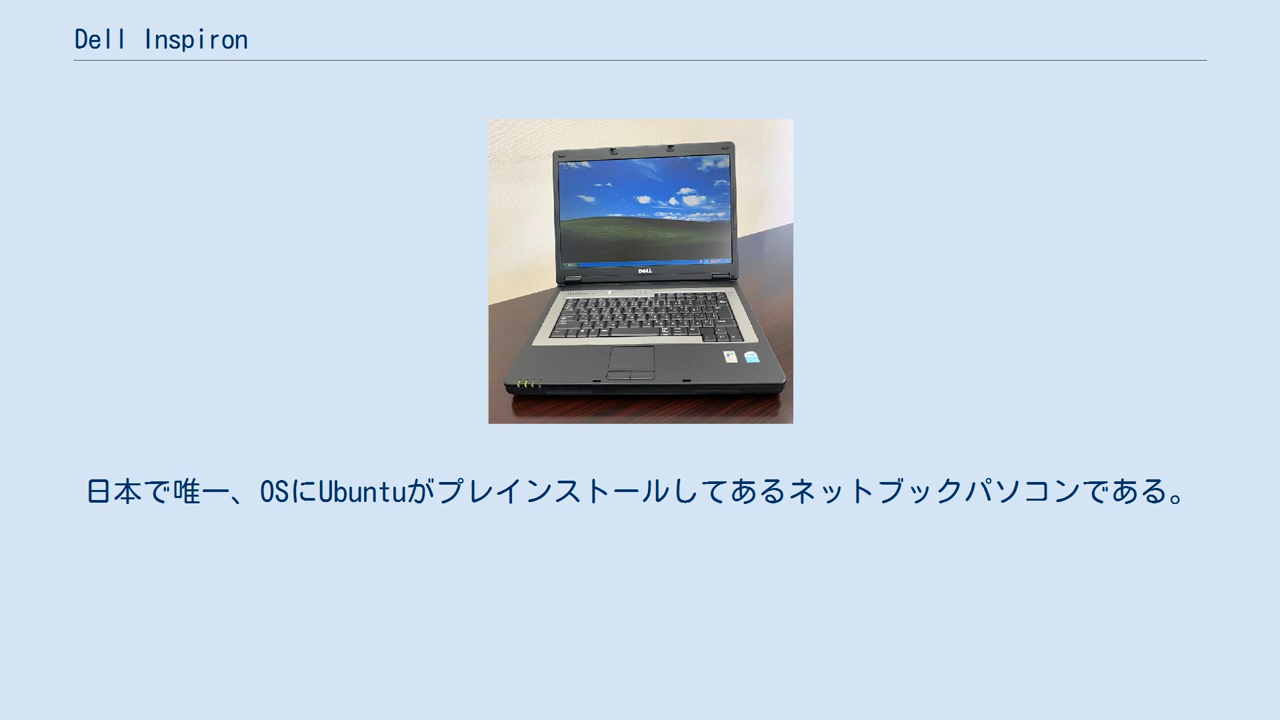 Dell Inspiron
DELL
日本で唯一、OSにUbuntuがプレインストールしてあるネットブックパソコンである。